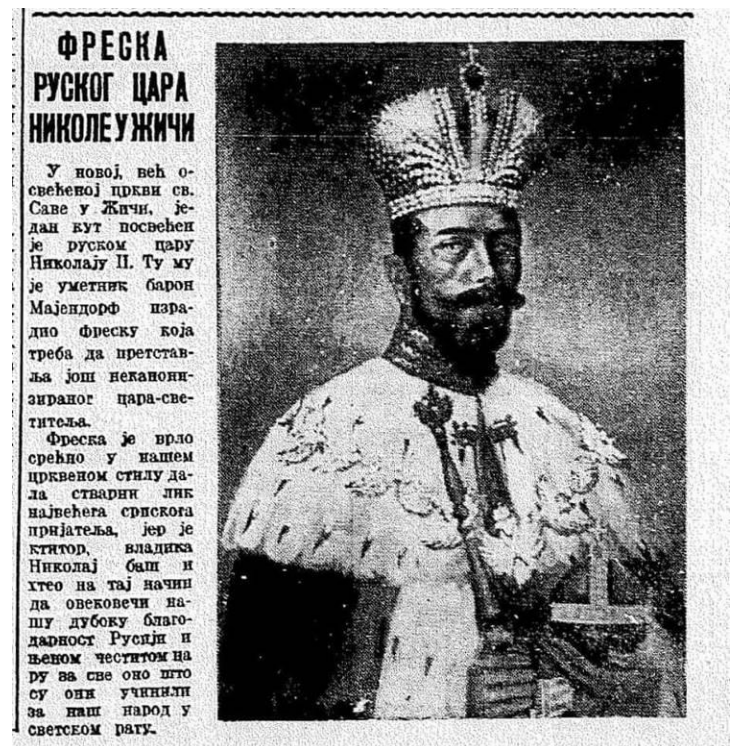 ФРЕСКА
РУСКОГ ЦАРА
НИКОЛЕ У ЖИЧИ
У новој, већ о-
свећеној цркви св.
Саве у Жичи, је-
дан кут посвећен
је руском цару
Николају II. Ту му
је уметник барон
Мајендорф изра-
дио фреску која
треба да претстав-
ља још неканони-
зираног цара-све-
титеља.
Фреска је врло
срећно у нашем
црквеном стилу да-
ла стварни лик
највећега српскога
пријатеља, јер је
ктитор, владика
Николај баш и
хтео на тај начин
да овековечи на-
шу дубоку благо-
дарност Русији и
њеном честитом ца
ру за све оно што
су они учинили
за наш народ у
светском рату.